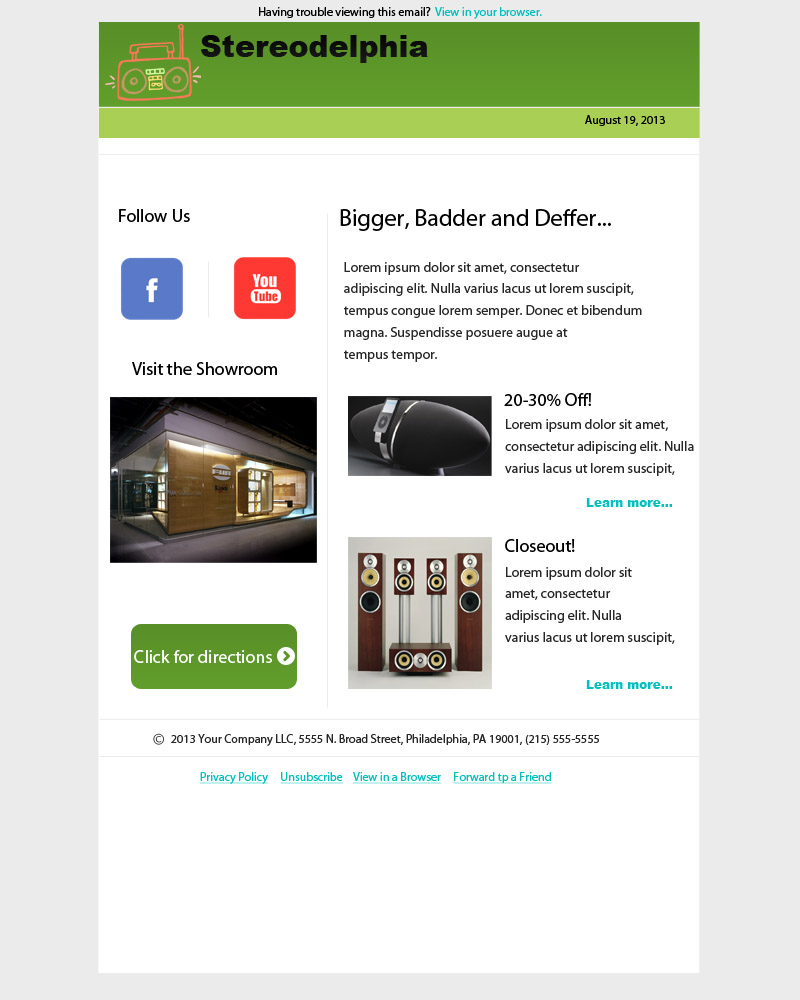 Having trouble viewing this email? View in your browser.
Stereodelphia
August 19, 2013
Follow Us
f
You
Tube
Visit the Showroom
Click for directions
Bigger, Badder and Deffer...
Lorem ipsum dolor sit amet, consectetur
adipiscing elit. Nulla varius lacus ut lorem suscipit,
tempus congue lorem semper. Donec et bibendum
magna. Suspendisse posuere augue at
tempus tempor.
20-30% Off!
Lorem ipsum dolor sit amet,
consectetur adipiscing elit. Nulla
varius lacus ut lorem suscipit,
Learn more...
Closeout!
Lorem ipsum dolor sit
amet, consectetur
adipiscing elit. Nulla
varius lacus ut lorem suscipit,
Learn more...
© 2013 Your Company LLC, 5555 N. Broad Street, Philadelphia, PA 19001, (215) 555-5555
Privacy Policy Unsubscribe View in a Browser Forward tp a Friend